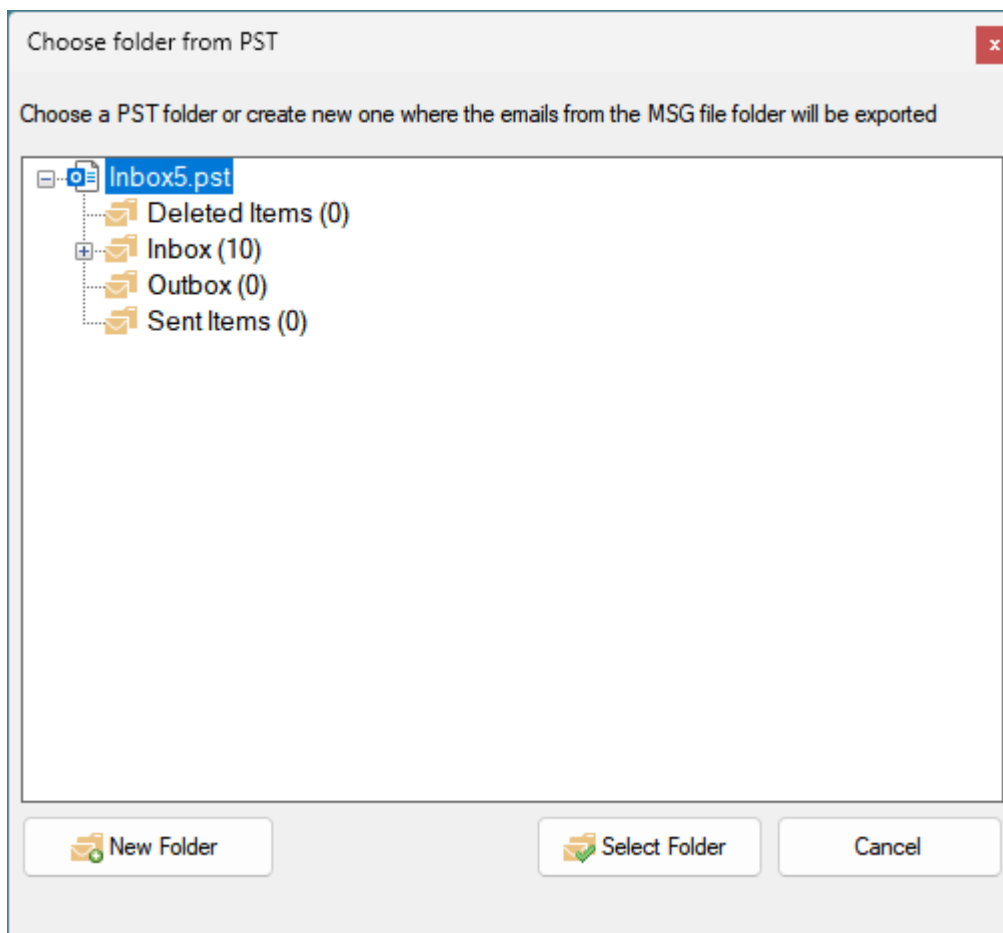 Choose folder from PST
x
Choose a PST folder or create new one where the emails from the MSG file folder will be exported
Inbox5.pst
Deleted Items (0)
Inbox (10)
Outbox (0)
Sent Items (0)
New Folder
Select Folder
Cancel